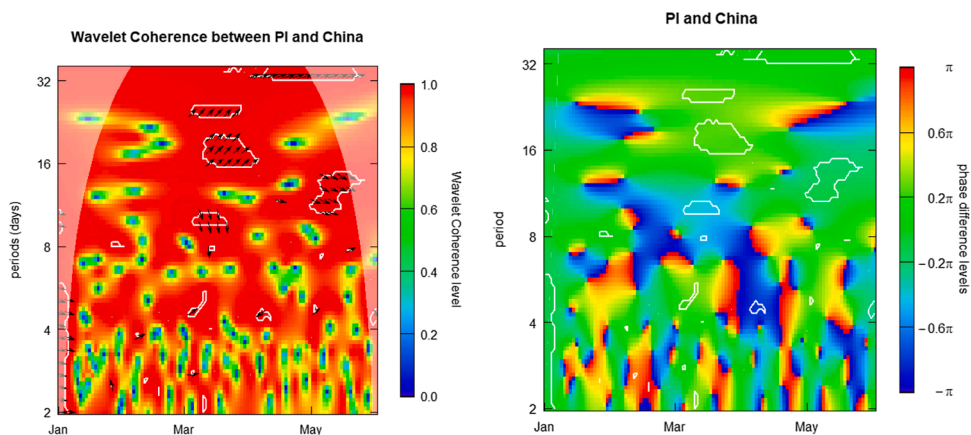 Wavelet Coherence between PI and China
periods (days)
32
16
8
4
2
Jan
Mar
May
1.0
0.8
0.6
0.4
0.2
0.0
Wavelet Coherence level
PI and China
period
32
16
8
4
2
Jan
Mar
May
π
0.6π
0.2π
−0.2π
−0.6π
−π
phase difference levels